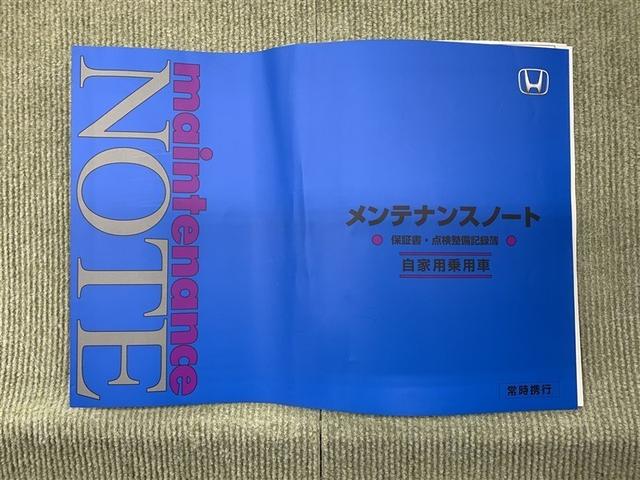 maintenance
NOTE
メンテナンスノート
保証書・点検整備記録簿
自家用乗用車
常時携行